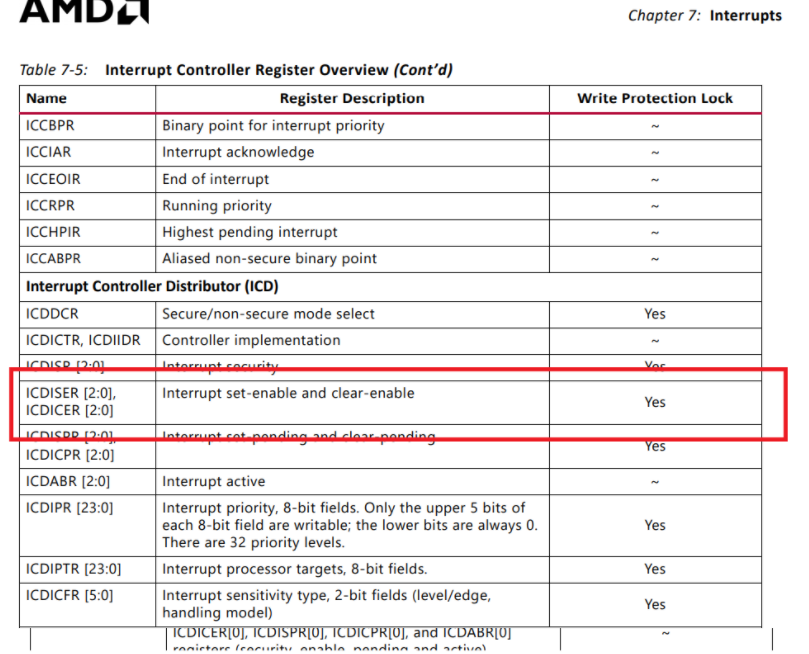 AMD
Chapter 7: Interrupts
Table 7-5: Interrupt Controller Register Overview (Cont'd)
Name Register Description Write Protection Lock
ICCBPR Binary point for interrupt priority ~
ICCIAR Interrupt acknowledge ~
ICCEOIR End of interrupt ~
ICCRPR Running priority ~
ICCHPIR Highest pending interrupt ~
ICCABPR Aliased non-secure binary point ~
Interrupt Controller Distributor (ICD)
ICDDCR Secure/non-secure mode select Yes
ICDICTR, ICDIIDR Controller implementation ~
ICDISR [2:0] Interrupt security Yes
ICDISER [2:0], Interrupt set-enable and clear-enable
ICDICER [2:0] Yes
ICDISPR [2:0], Interrupt set-pending and clear-pending
ICDICPR [2:0] Yes
ICDABR [2:0] Interrupt active ~
ICDIPR [23:0] Interrupt priority, 8-bit fields. Only the upper 5 bits of
each 8-bit field are writable; the lower bits are always 0. Yes
There are 32 priority levels.
ICDIPTR [23:0] Interrupt processor targets, 8-bit fields. Yes
ICDICFR [5:0] Interrupt sensitivity type, 2-bit fields (level/edge,
handling model) Yes
ICDICER[0], ICDISPR[0], ICDICPR[0], and ICDABR[0] ~
registers (security, enable, pending and active)